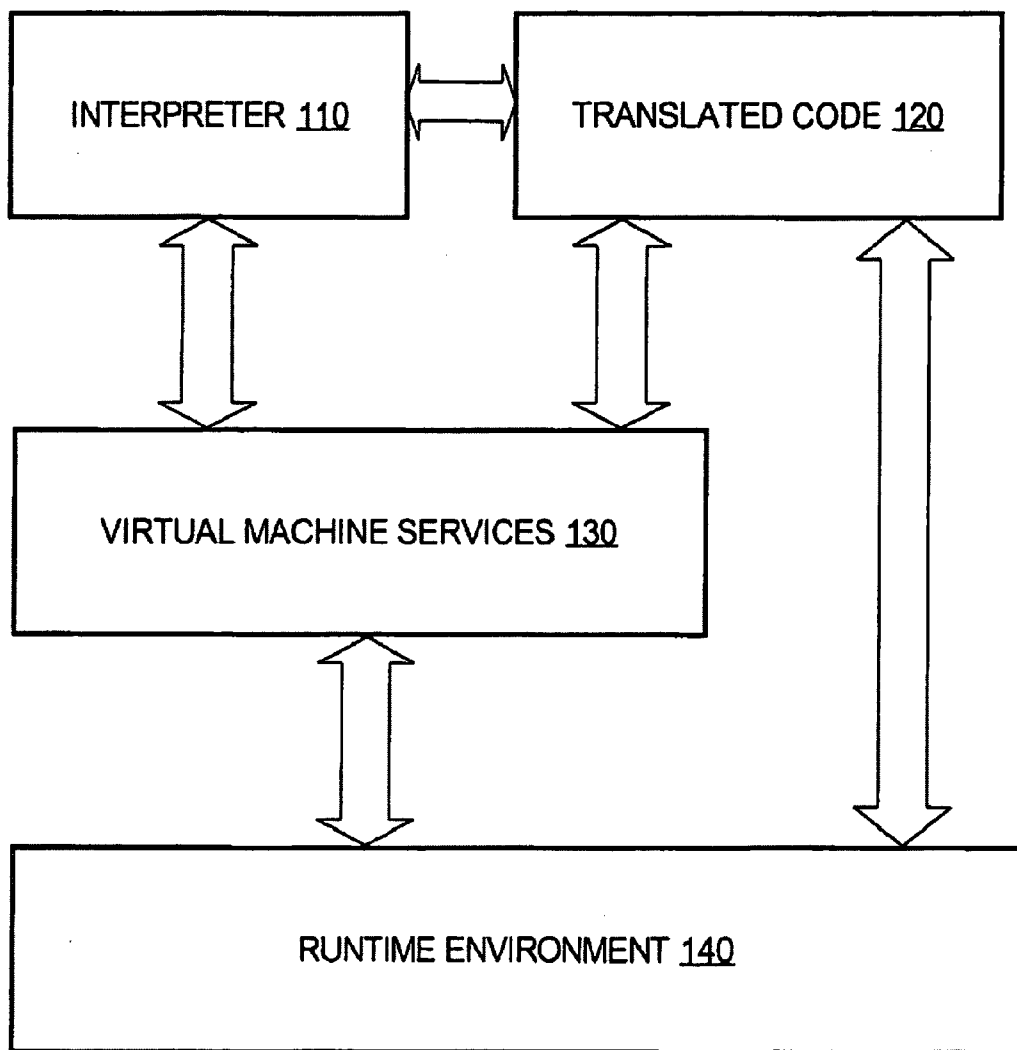 INTERPRETER 110
TRANSLATED CODE 120
VIRTUAL MACHINE SERVICES 130
RUNTIME ENVIRONMENT 140